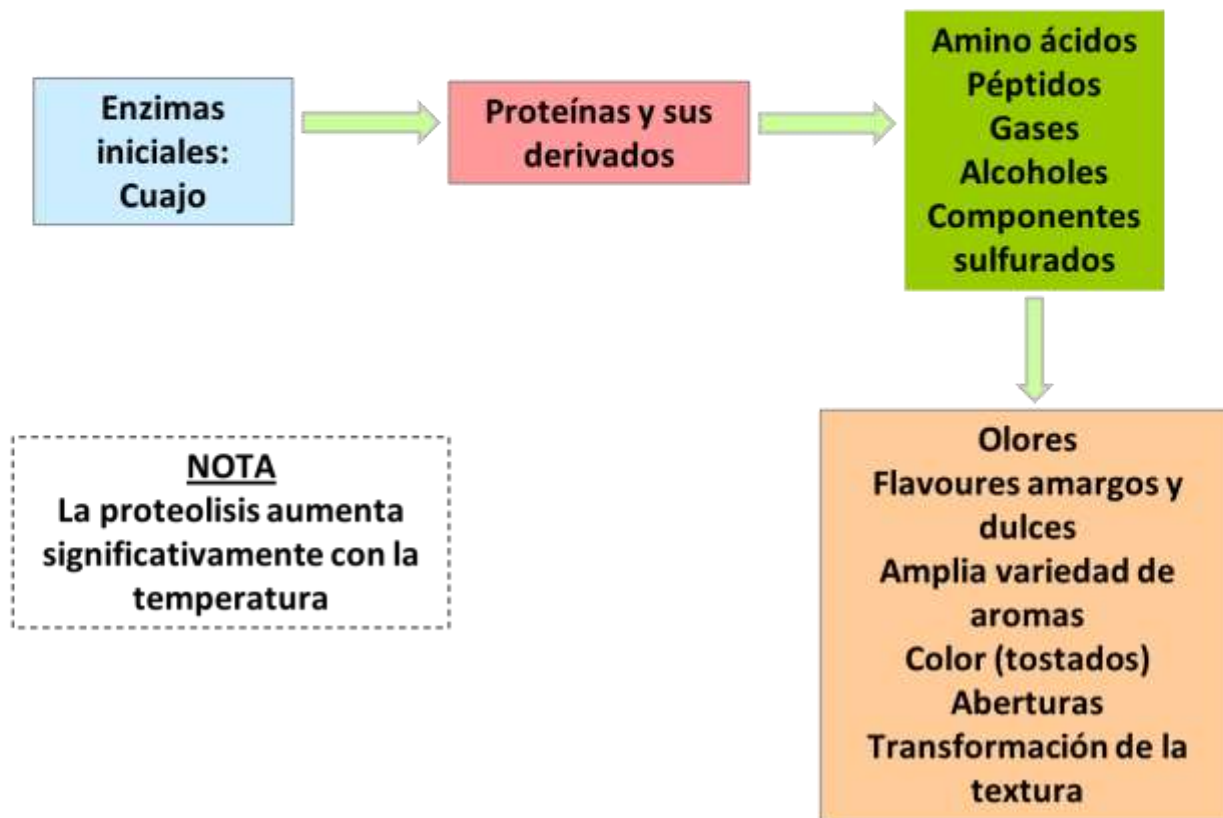 Enzimas
iniciales:
Cuajo
Proteínas y sus
derivados
Amino ácidos
Péptidos
Gases
Alcoholes
Componentes
sulfurados
NOTA
La proteolisis aumenta
significativamente con la
temperatura
Olores
Flavoures amargos y
dulces
Amplia variedad de
aromas
Color (tostados)
Aberturas
Transformación de la
textura